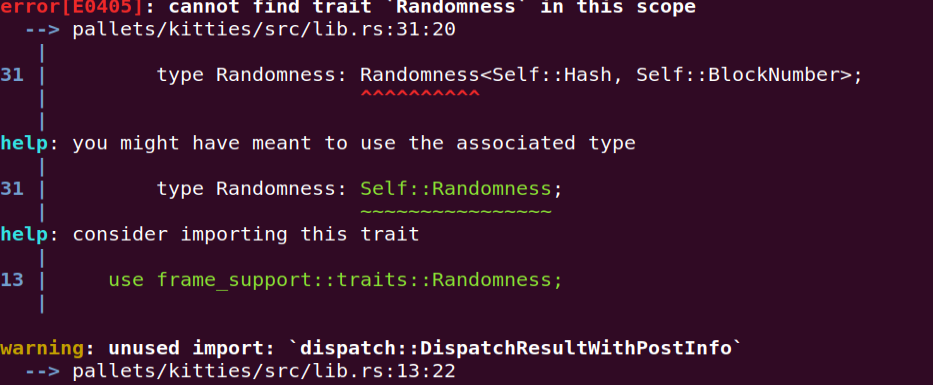 error[E0405]: cannot find trait `Randomness` in this scope
  --> pallets/kitties/src/lib.rs:31:20
   |
31 |         type Randomness: Randomness<Self::Hash, Self::BlockNumber>;
   |                          ^^^^^^^^^^
   |
help: you might have meant to use the associated type
   |
31 |         type Randomness: Self::Randomness;
   |                          ~~~~~~~~~~~~~~~~
help: consider importing this trait
   |
13 |     use frame_support::traits::Randomness;
   |
warning: unused import: `dispatch::DispatchResultWithPostInfo`
  --> pallets/kitties/src/lib.rs:13:22